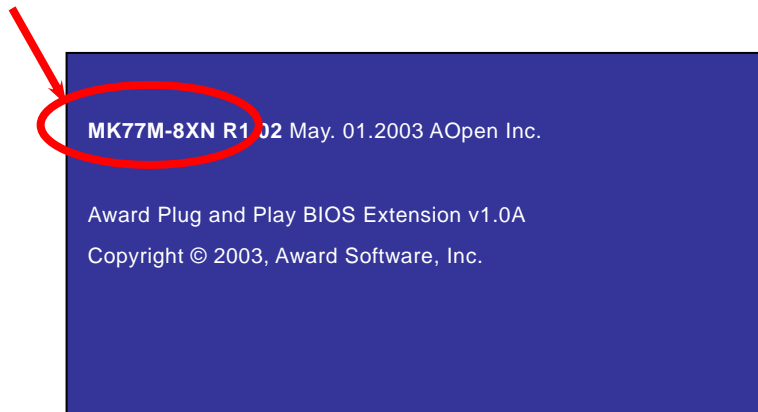 MK77M-8XN R1.02 May. 01.2003 AOpen Inc.
Award Plug and Play BIOS Extension v1.0A
Copyright © 2003, Award Software, Inc.